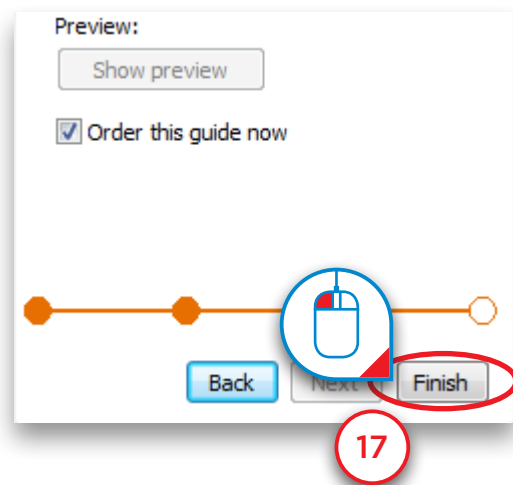 Preview:
Show preview
Order this guide now
Back Next Finish
17